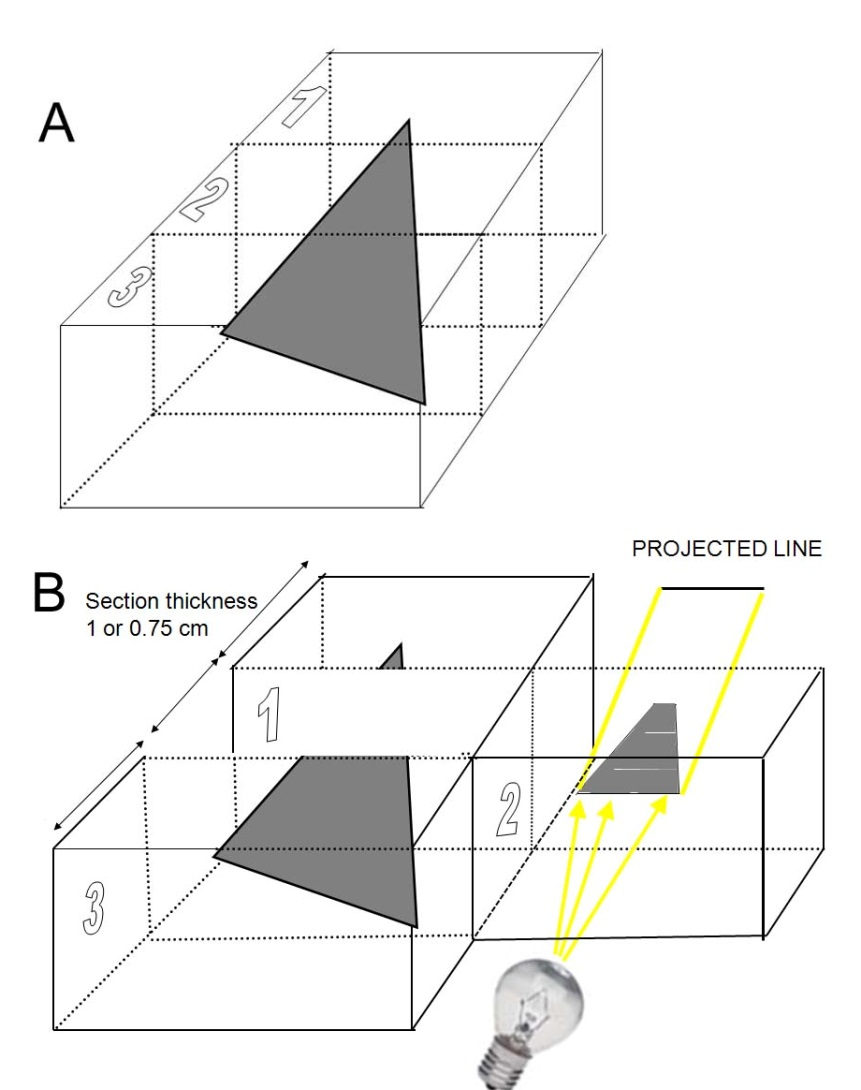 A
1
2
3
B
Section thickness
1 or 0.75 cm
PROJECTED LINE
1
2
3